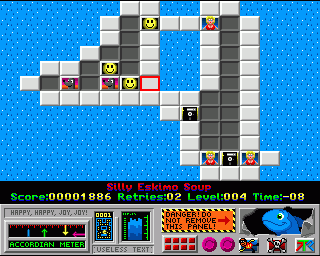 Silly Eskimo Soup
Score:00001886 Retries:02 Level:004 Time:-08
HAPPY, HAPPY, JOY, JOY!
ACCORDIAN METER
0001
USELESS TEXT
DANGER! DO
NOT REMOVE
THIS PANEL!